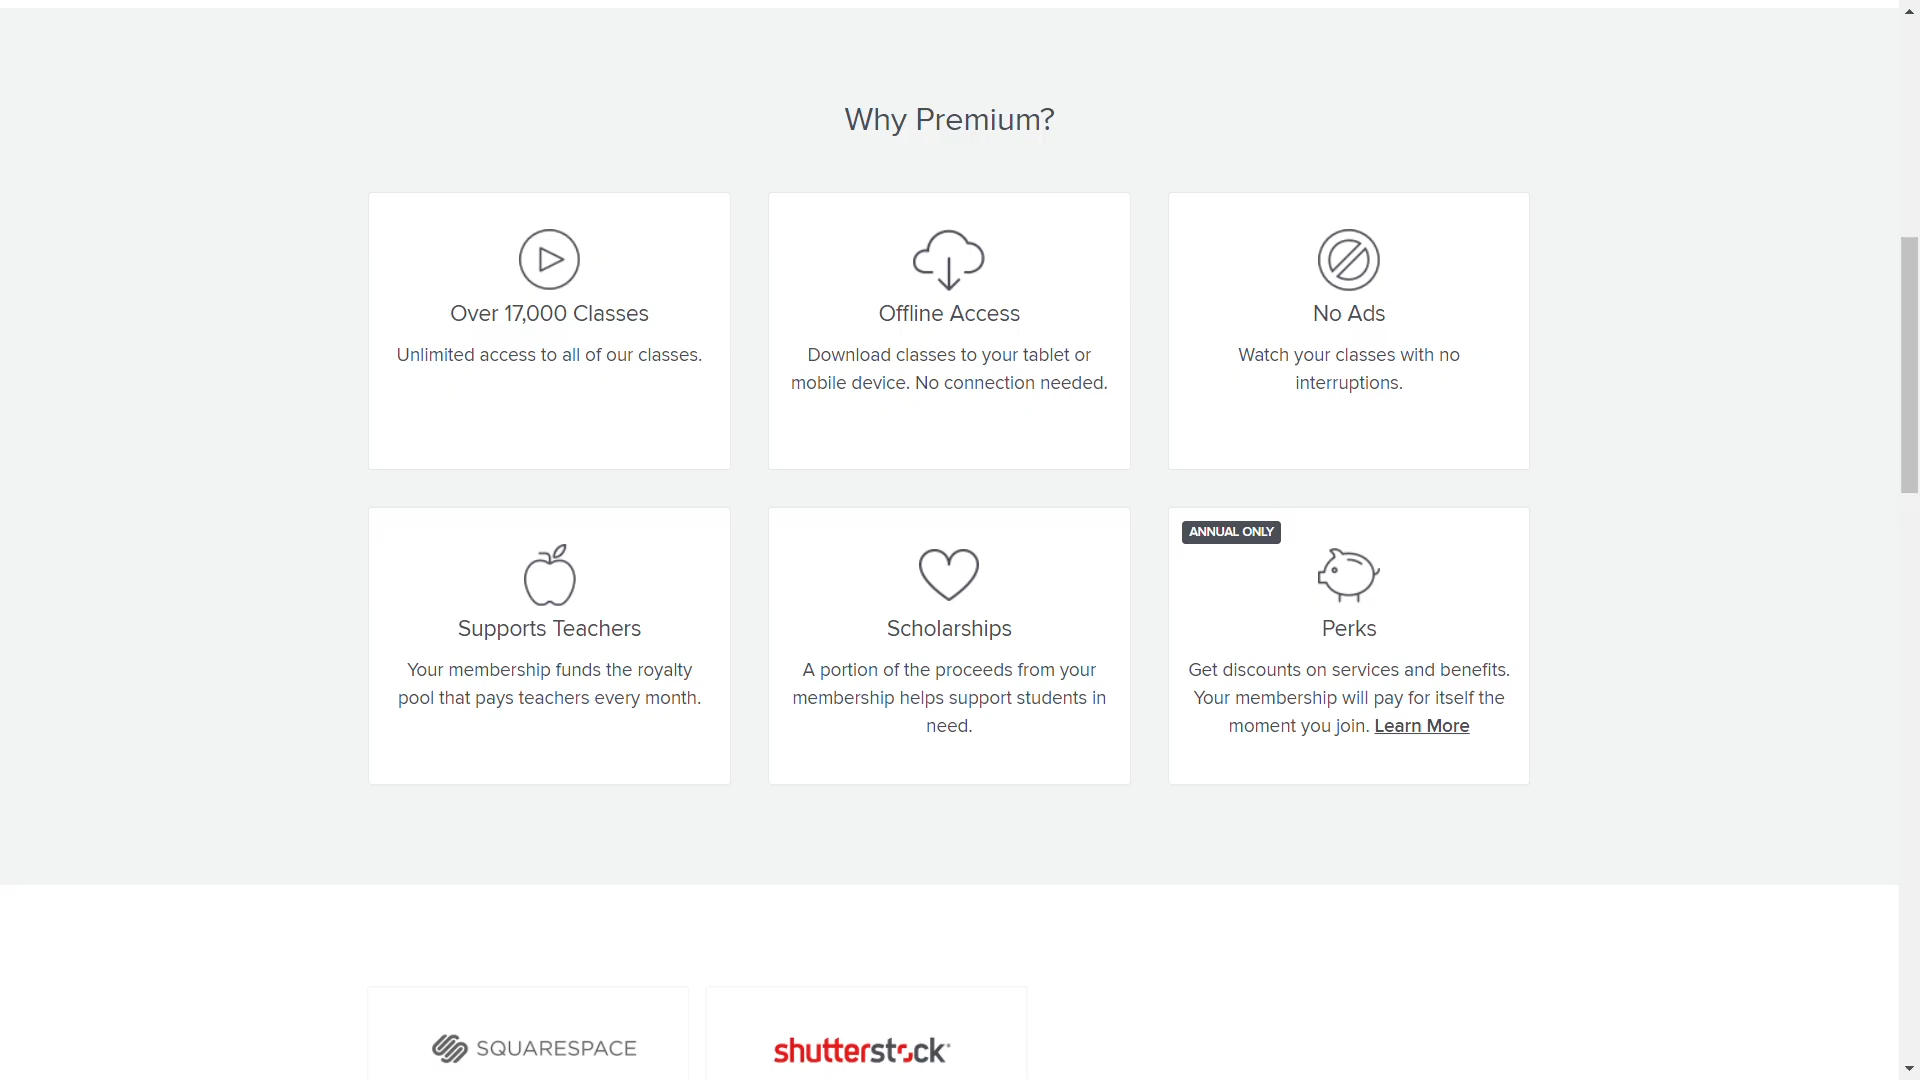 Why Premium?
Over 17,000 Classes
Unlimited access to all of our classes.
Offline Access
Download classes to your tablet or
mobile device. No connection needed.
No Ads
Watch your classes with no
interruptions.
Supports Teachers
Your membership funds the royalty
pool that pays teachers every month.
Scholarships
A portion of the proceeds from your
membership helps support students in
need.
ANNUAL ONLY
Perks
Get discounts on services and benefits.
Your membership will pay for itself the
moment you join. Learn More
SQUARESPACE
shutterstock